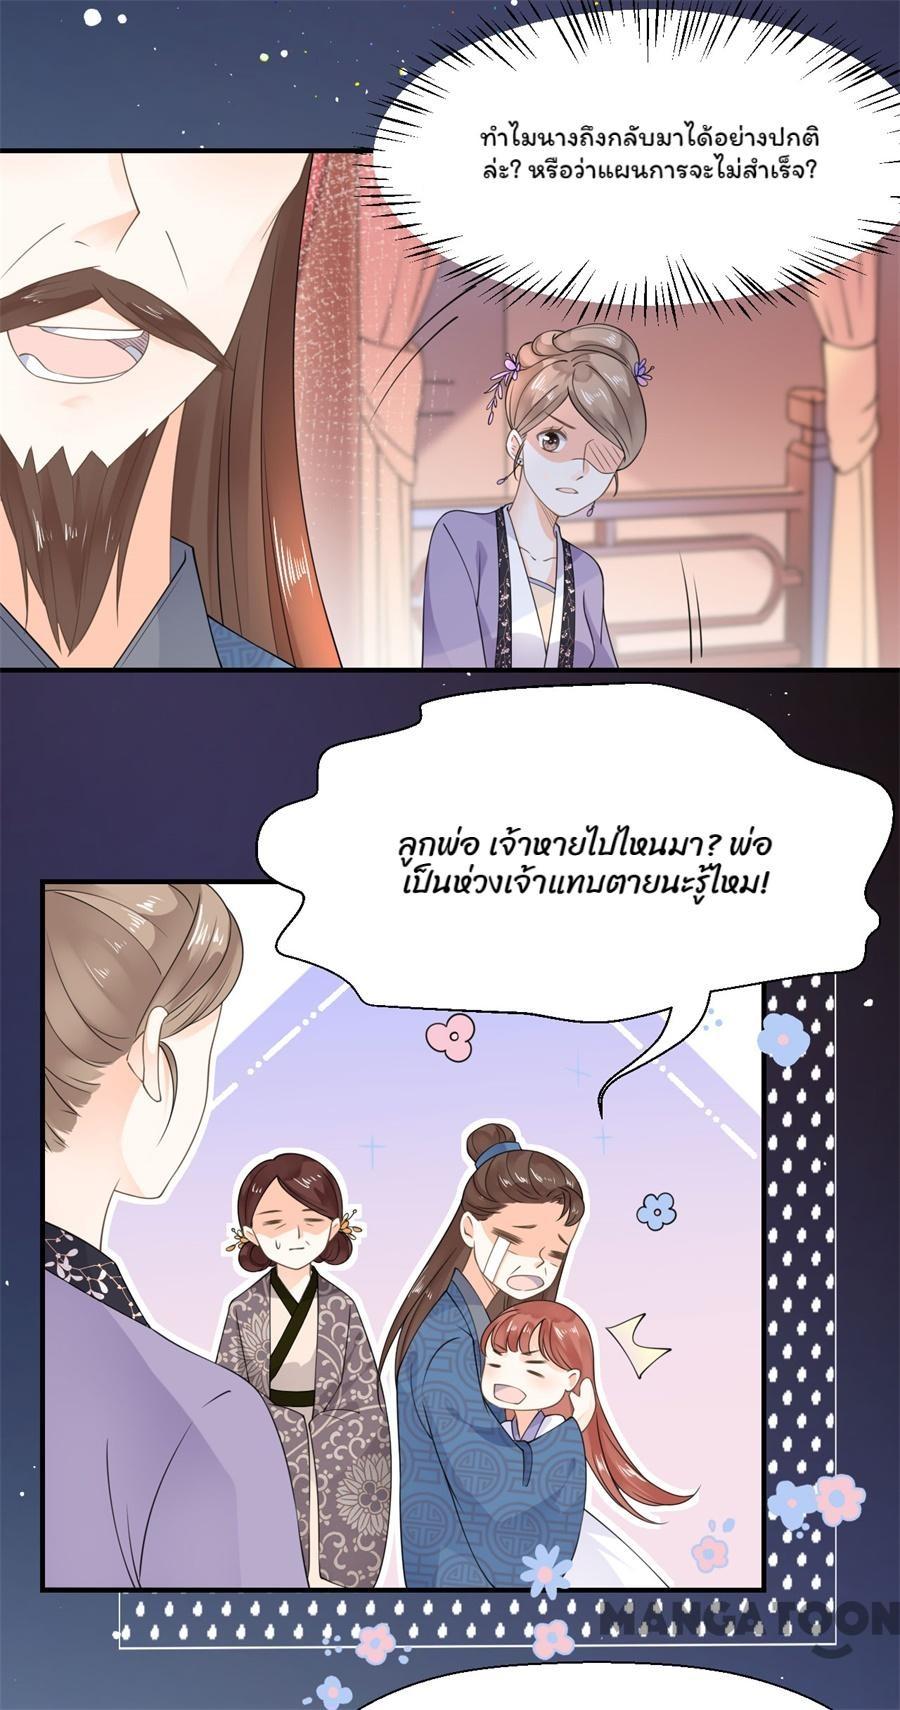 ทำไมนางถึงกลับมาได้อย่างปกติ
ล่ะ? หรือว่าแผนการจะไม่สำเร็จ?
ลูกพ่อ เจ้าหายไปไหนมา? พ่อ
เป็นห่วงเจ้าแทบตายนะรู้ไหม!
MANGATOON